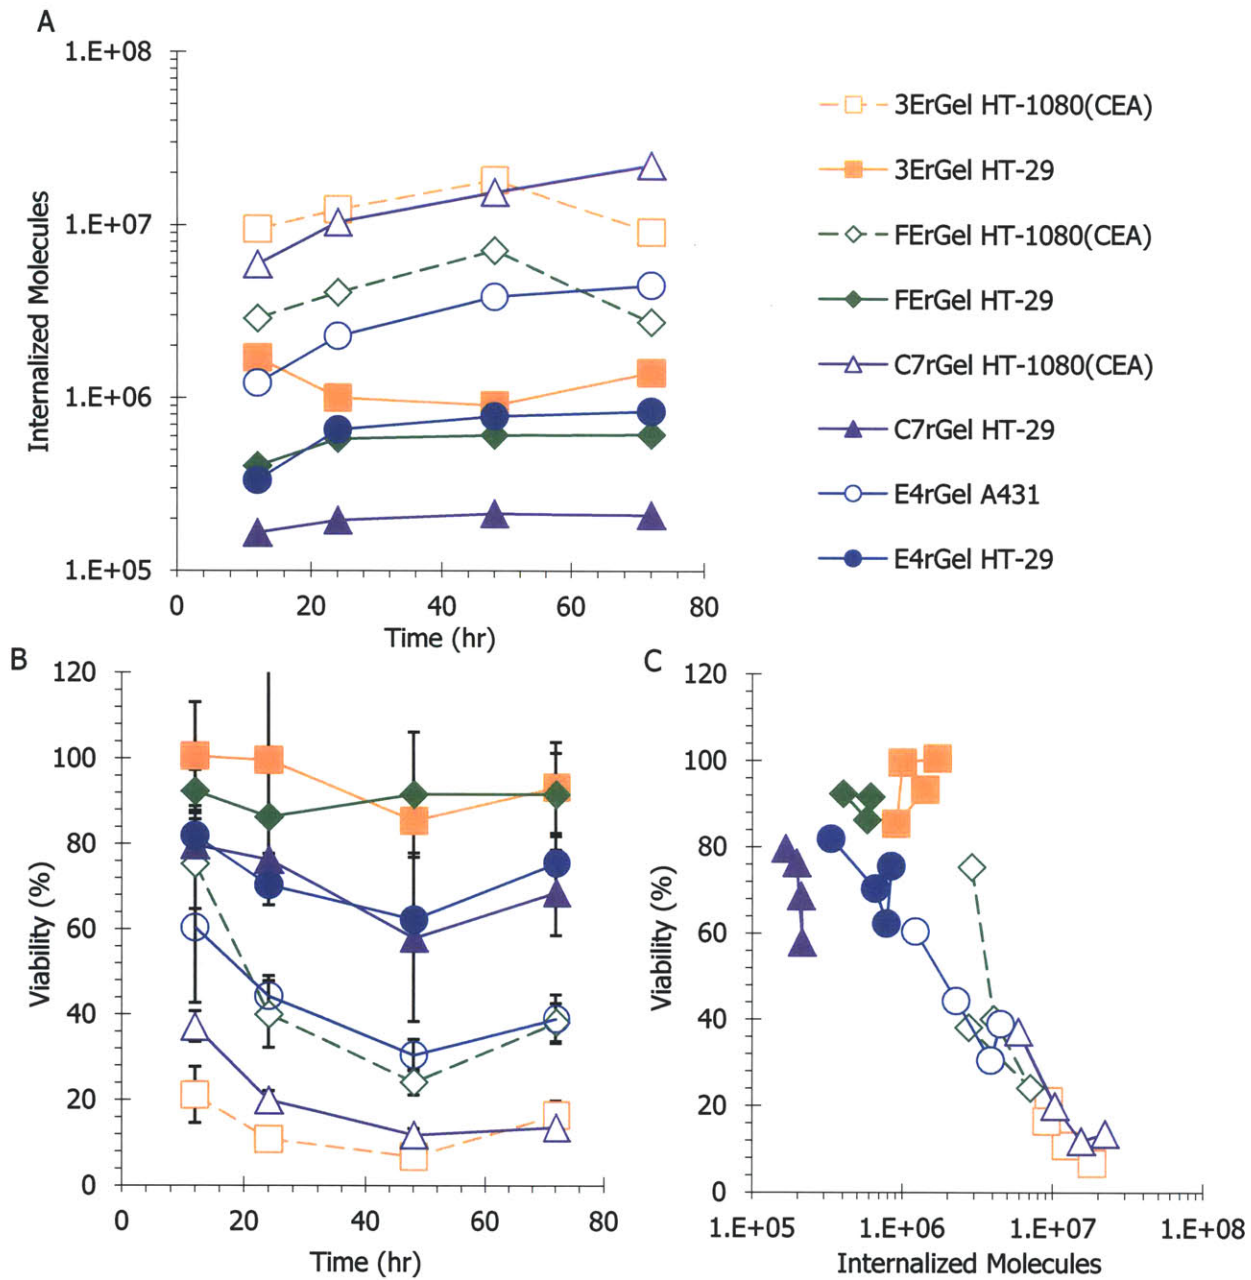 A
1.E+08
1.E+07
1.E+06
1.E+05
Internalized Molecules
0 20 40 60 80
Time (hr)
3ErGel HT-1080(CEA)
3ErGel HT-29
FErGel HT-1080(CEA)
FErGel HT-29
C7rGel HT-1080(CEA)
C7rGel HT-29
E4rGel A431
E4rGel HT-29
B
120
100
80
60
40
20
0
Viability (%)
0 20 40 60 80
Time (hr)
C
120
100
80
60
40
20
0
Viability (%)
1.E+05 1.E+06 1.E+07 1.E+08
Internalized Molecules